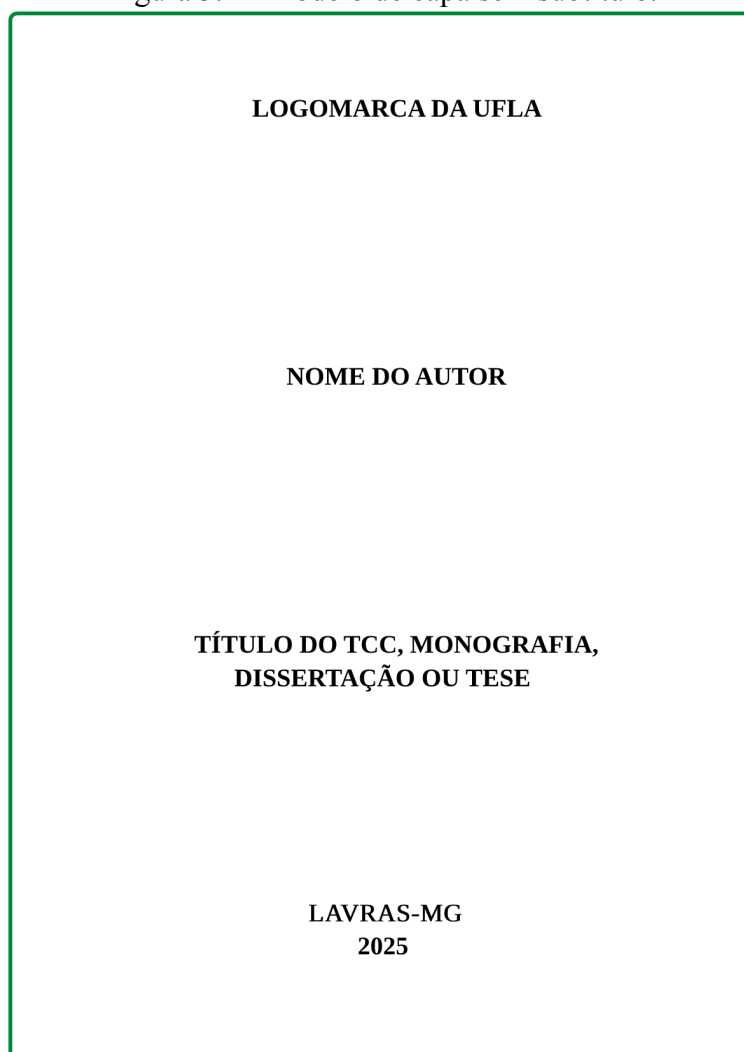 LOGOMARCA DA UFLA
NOME DO AUTOR
TÍTULO DO TCC, MONOGRAFIA,
DISSERTAÇÃO OU TESE
LAVRAS-MG
2025